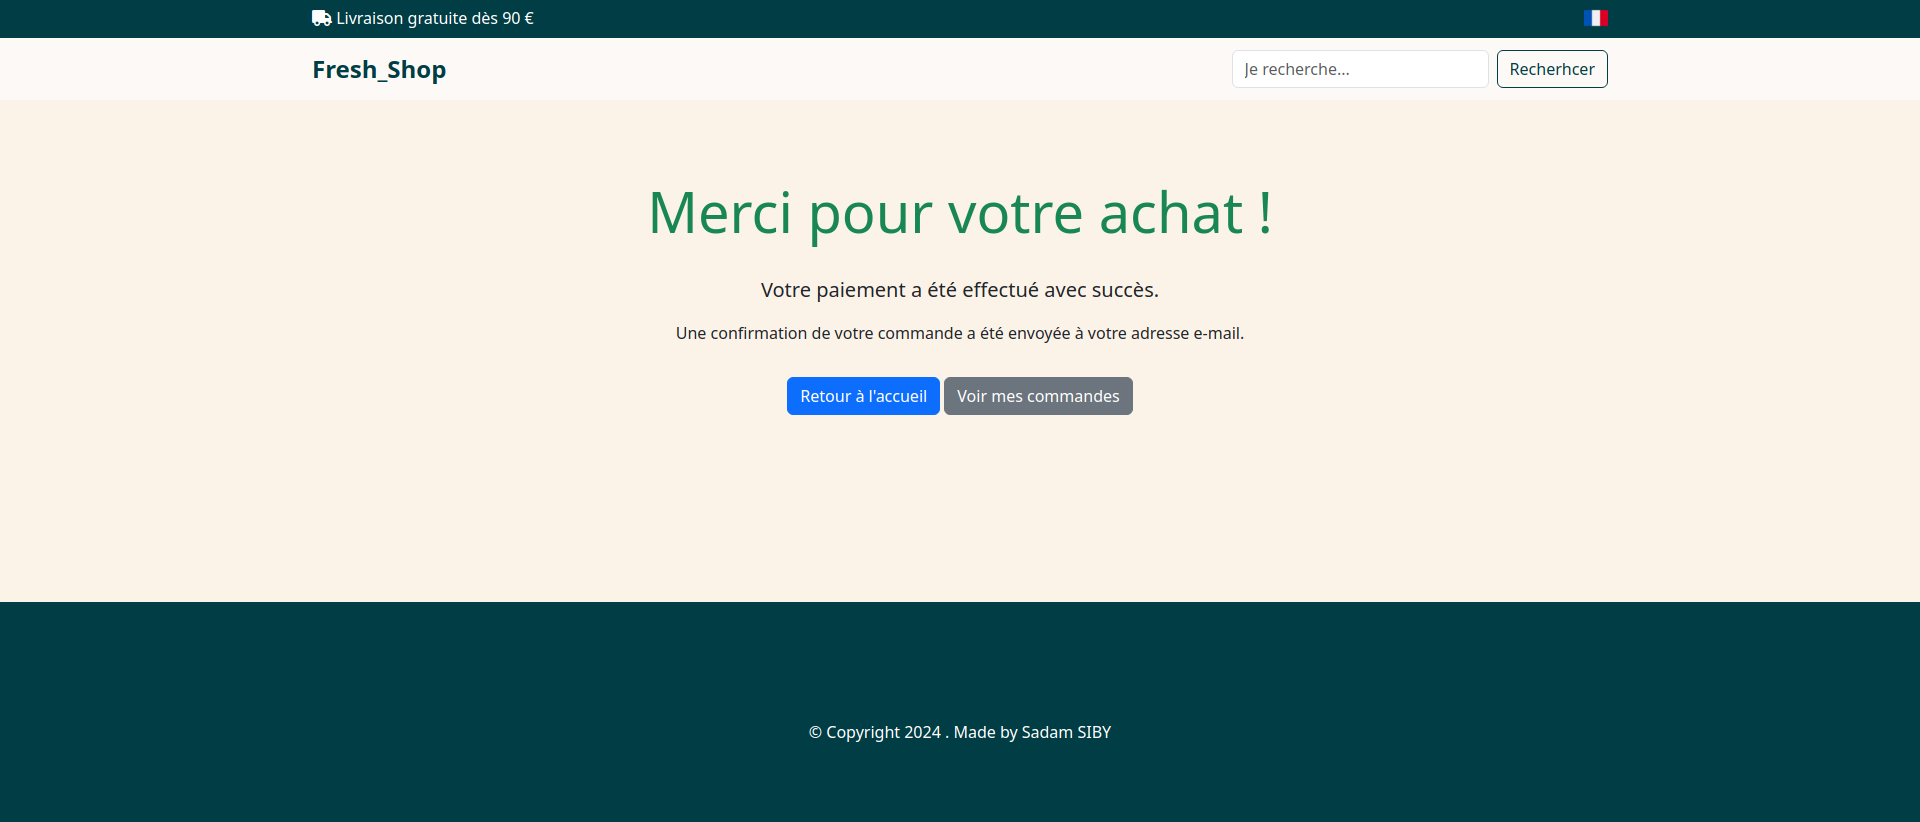 Livraison gratuite dès 90 €
Fresh_Shop
Je recherche...
Recherhcer
Merci pour votre achat !
Votre paiement a été effectué avec succès.
Une confirmation de votre commande a été envoyée à votre adresse e-mail.
Retour à l'accueil
Voir mes commandes
© Copyright 2024 . Made by Sadam SIBY